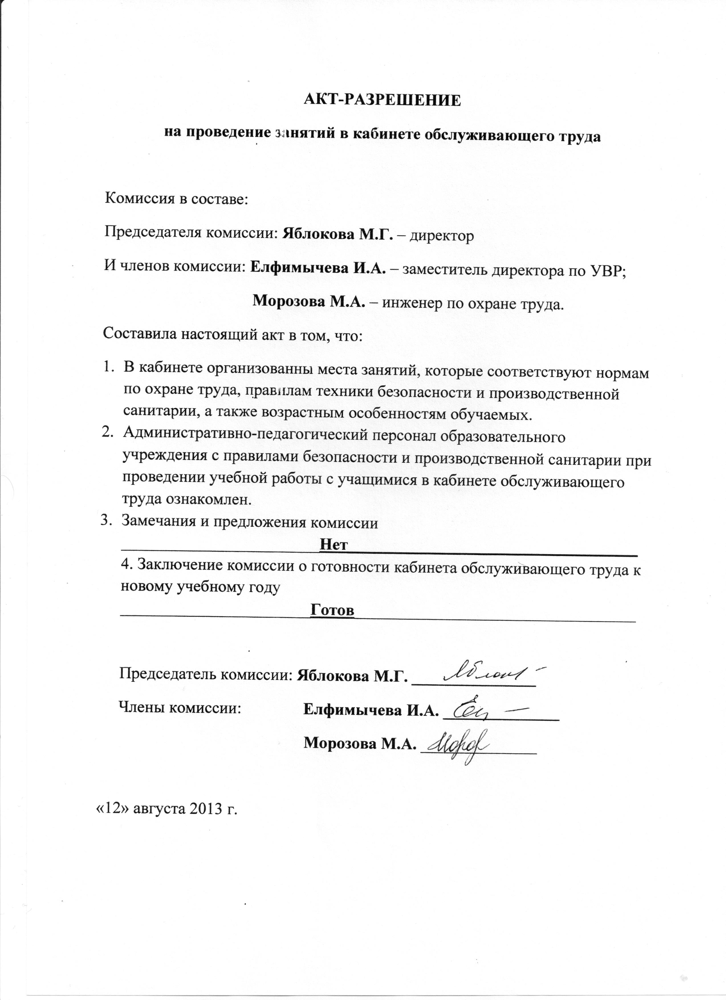 АКТ-РАЗРЕШЕНИЕ
на проведение занятий в кабинете обслуживающего труда
Комиссия в составе:
Председателя комиссии: Яблокова М.Г. – директор
И членов комиссии: Елфимычева И.А. – заместитель директора по УВР;
Морозова М.А. – инженер по охране труда.
Составила настоящий акт в том, что:
1. В кабинете организованны места занятий, которые соответствуют нормам
по охране труда, правилам техники безопасности и производственной
санитарии, а также возрастным особенностям обучаемых.
2. Административно-педагогический персонал образовательного
учреждения с правилами безопасности и производственной санитарии при
проведении учебной работы с учащимися в кабинете обслуживающего
труда ознакомлен.
3. Замечания и предложения комиссии
Нет
4. Заключение комиссии о готовности кабинета обслуживающего труда к
новому учебному году
Готов
Председатель комиссии: Яблокова М.Г.
Члены комиссии: Елфимычева И.А.
Морозова М.А.
«12» августа 2013 г.